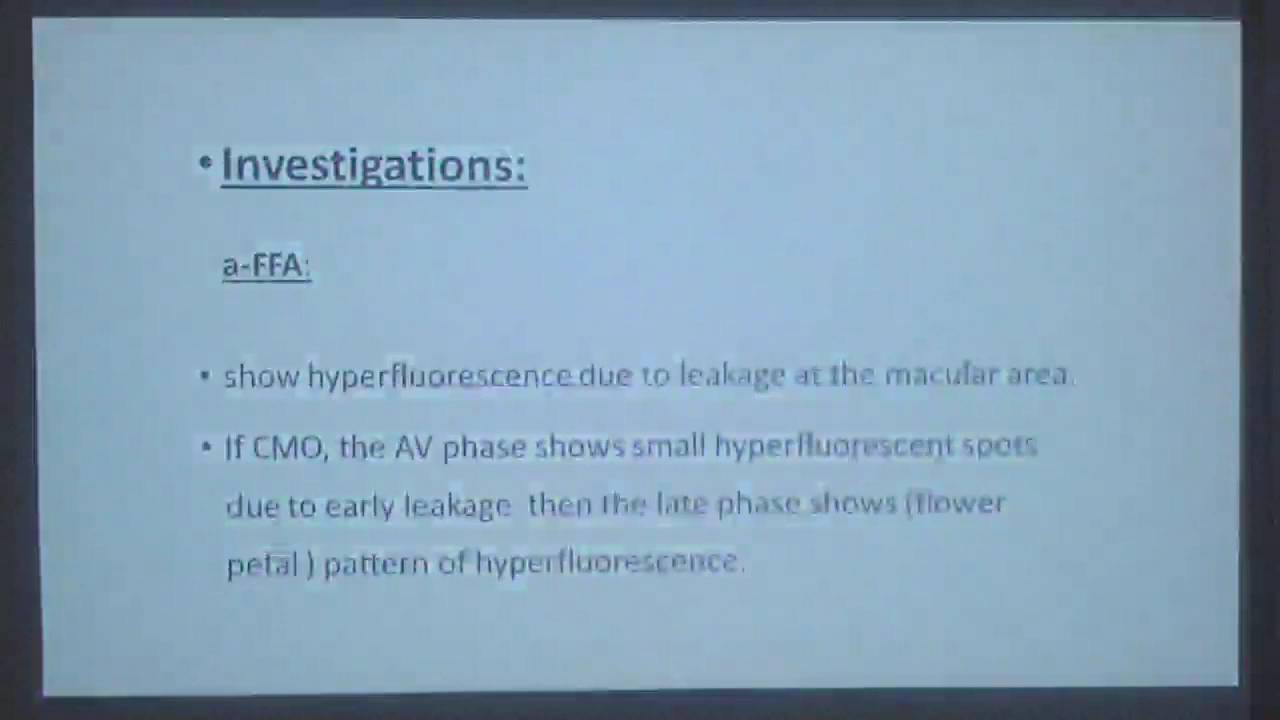 • Investigations:
a-FFA:
• show hyperfluorescence due to leakage at the macular area.
• If CMO, the AV phase shows small hyperfluorescent spots
due to early leakage then the late phase shows (flower
petal ) pattern of hyperfluorescence.